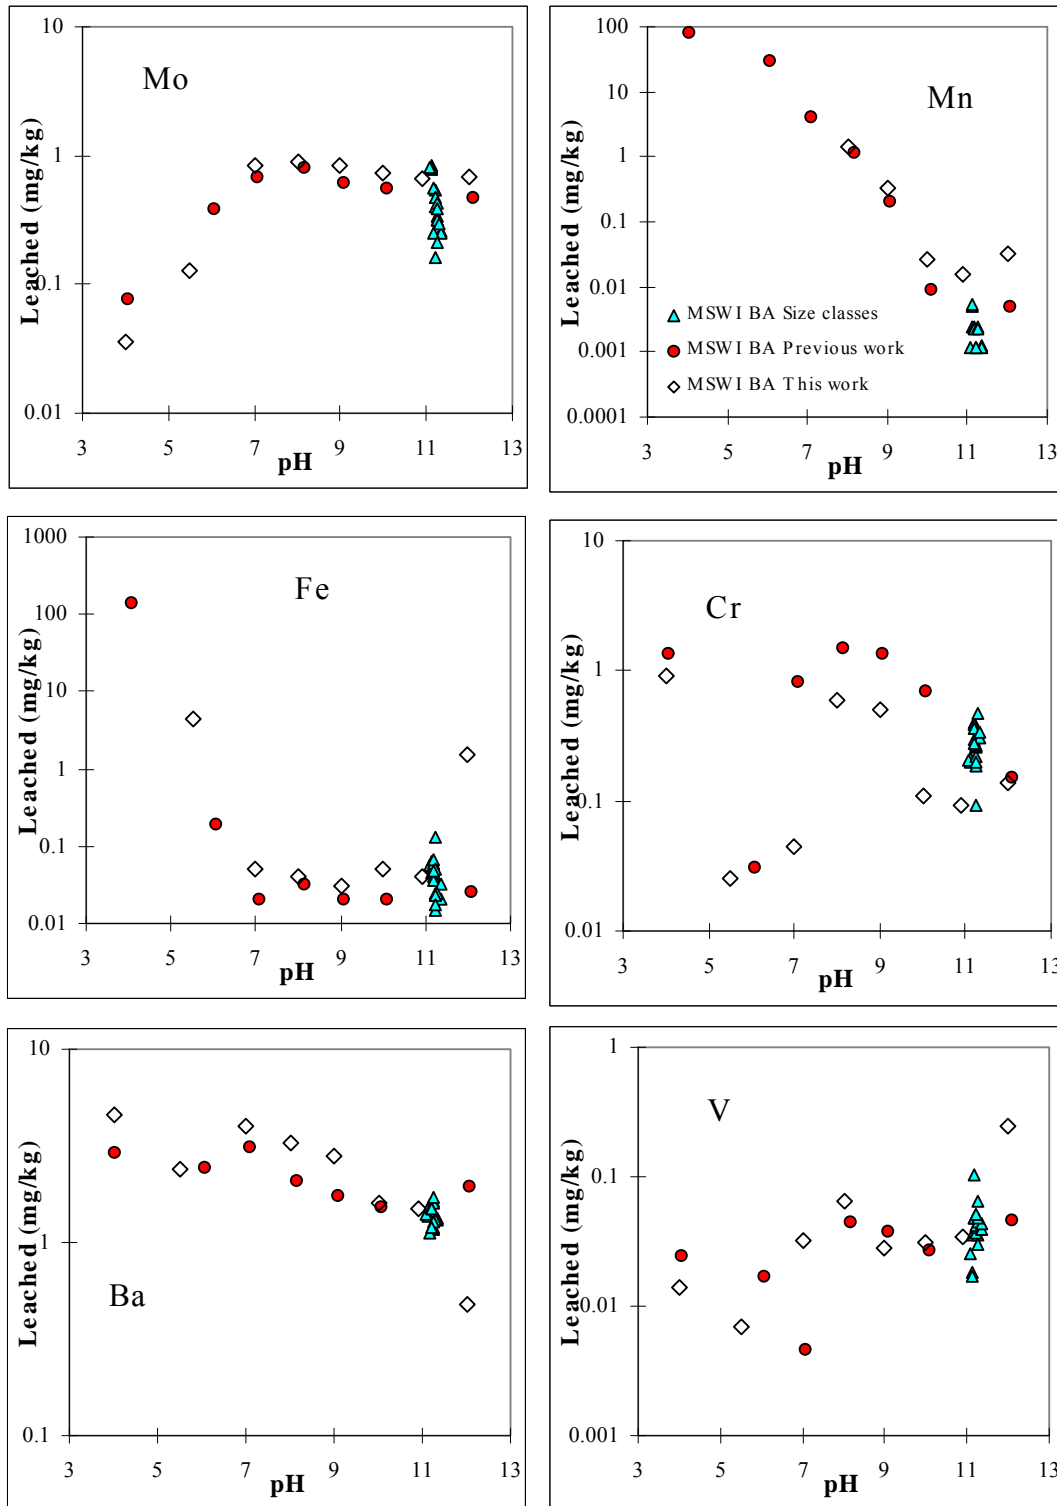 Mo
Leached (mg/kg)
10
1
0.1
0.01
3 5 7 9 11 13
pH
Mn
Leached (mg/kg)
100
10
1
0.1
0.01
0.001
0.0001
MSWI BA Size classes
MSWI BA Previous work
MSWI BA This work
3 5 7 9 11 13
pH
Fe
Leached (mg/kg)
1000
100
10
1
0.1
0.01
3 5 7 9 11 13
pH
Cr
Leached (mg/kg)
10
1
0.1
0.01
3 5 7 9 11 13
pH
Ba
Leached (mg/kg)
10
1
0.1
3 5 7 9 11 13
pH
V
Leached (mg/kg)
1
0.1
0.01
0.001
3 5 7 9 11 13
pH